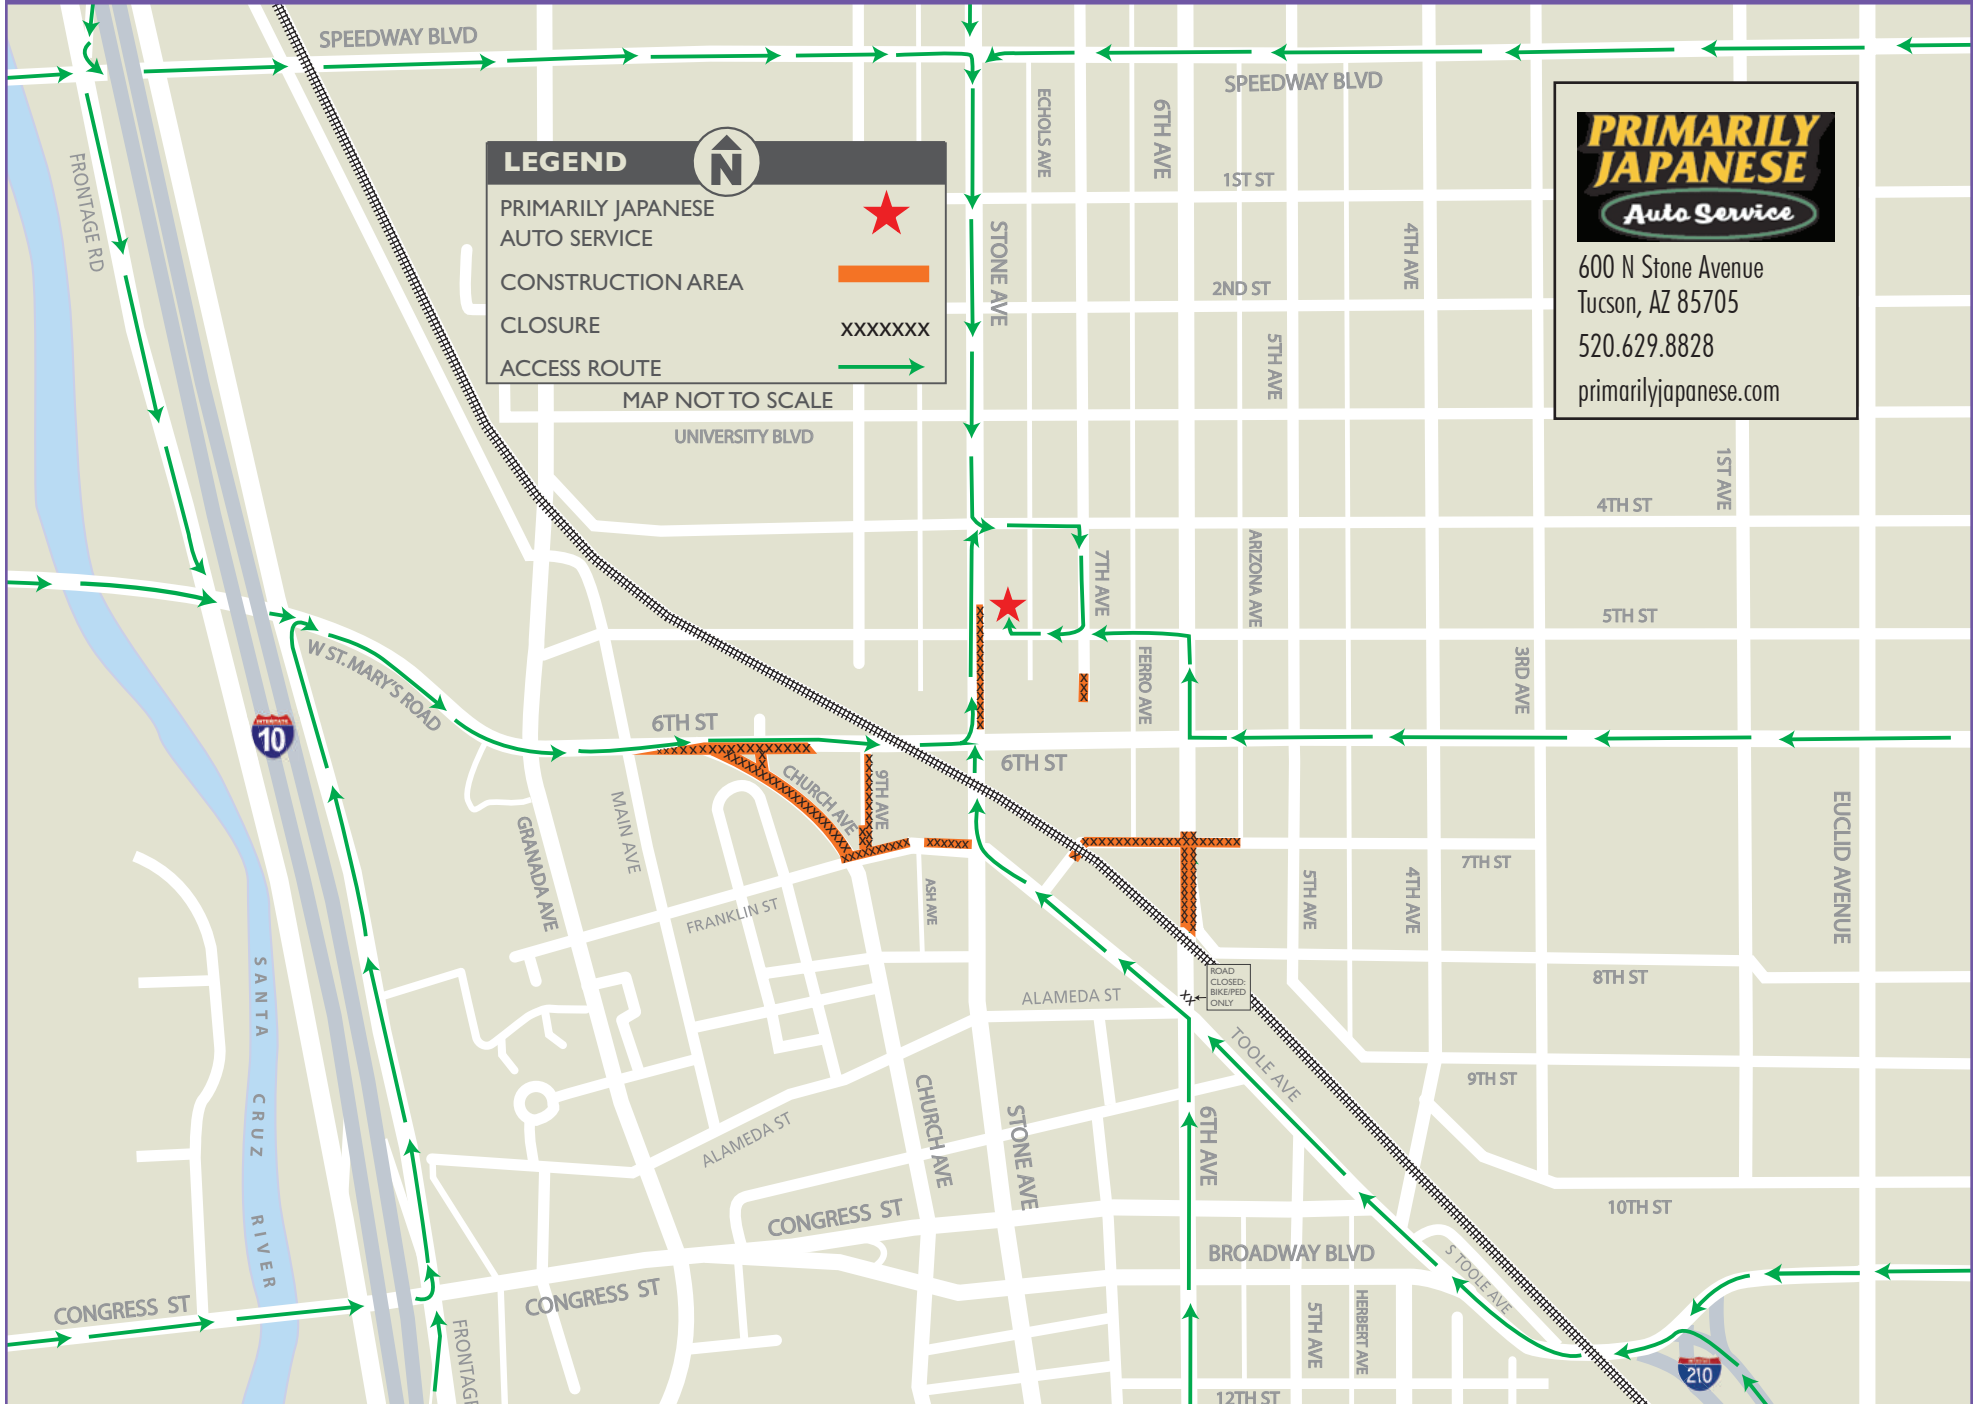 SPEEDWAY BLVD
SPEEDWAY BLVD
FRONTAGE RD
ECHOLS AVE
6TH AVE
LEGEND
N
PRIMARILY JAPANESE
AUTO SERVICE
CONSTRUCTION AREA
CLOSURE
XXXXXXX
ACCESS ROUTE
MAP NOT TO SCALE
PRIMARILY
JAPANESE
Auto Service
600 N Stone Avenue
Tucson, AZ 85705
520.629.8828
primarilyjapanese.com
1ST ST
STONE AVE
4TH AVE
2ND ST
5TH AVE
UNIVERSITY BLVD
1ST AVE
4TH ST
7TH AVE
ARIZONA AVE
5TH ST
W ST. MARY'S ROAD
FERRO AVE
3RD AVE
INTERSTATE
10
6TH ST
6TH ST
CHURCH AVE
9TH AVE
MAIN AVE
GRANADA AVE
EUCLID AVENUE
7TH ST
5TH AVE
4TH AVE
ASH AVE
FRANKLIN ST
SANTA CRUZ RIVER
ROAD
CLOSED:
BIKE/PED
ONLY
XX
8TH ST
ALAMEDA ST
TOOLE AVE
9TH ST
CHURCH AVE
STONE AVE
6TH AVE
ALAMEDA ST
CONGRESS ST
10TH ST
BROADWAY BLVD
S TOOLE AVE
CONGRESS ST
CONGRESS ST
5TH AVE
HERBERT AVE
FRONTAGE
INTERSTATE
210
12TH ST